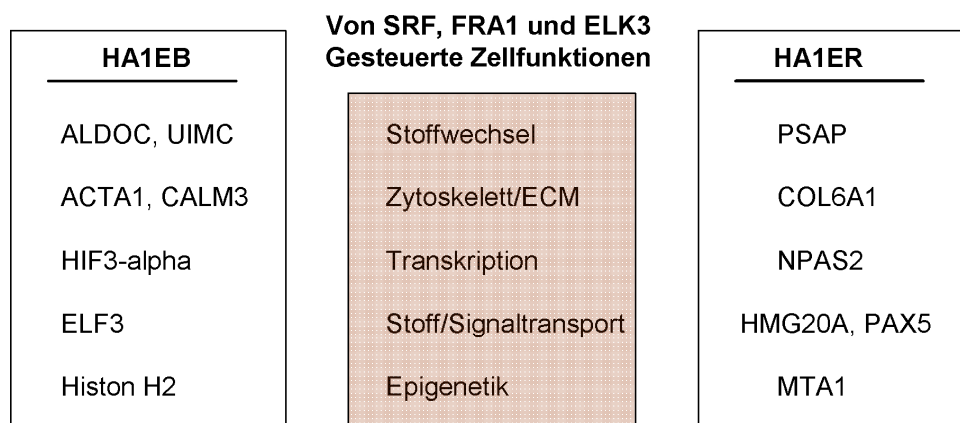 Von SRF, FRA1 und ELK3
Gesteuerte Zellfunktionen
HA1EB
ALDOC, UIMC
ACTA1, CALM3
HIF3-alpha
ELF3
Histon H2
Stoffwechsel
Zytoskelett/ECM
Transkription
Stoff/Signaltransport
Epigenetik
HA1ER
PSAP
COL6A1
NPAS2
HMG20A, PAX5
MTA1